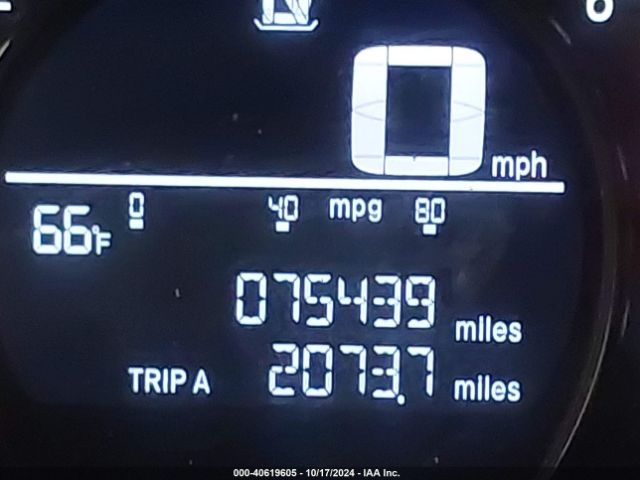 0 mph
0 40 mpg 80
66°F
075439 miles
TRIP A 2073.7 miles
000-40619605 - 10/17/2024 - IAA Inc.